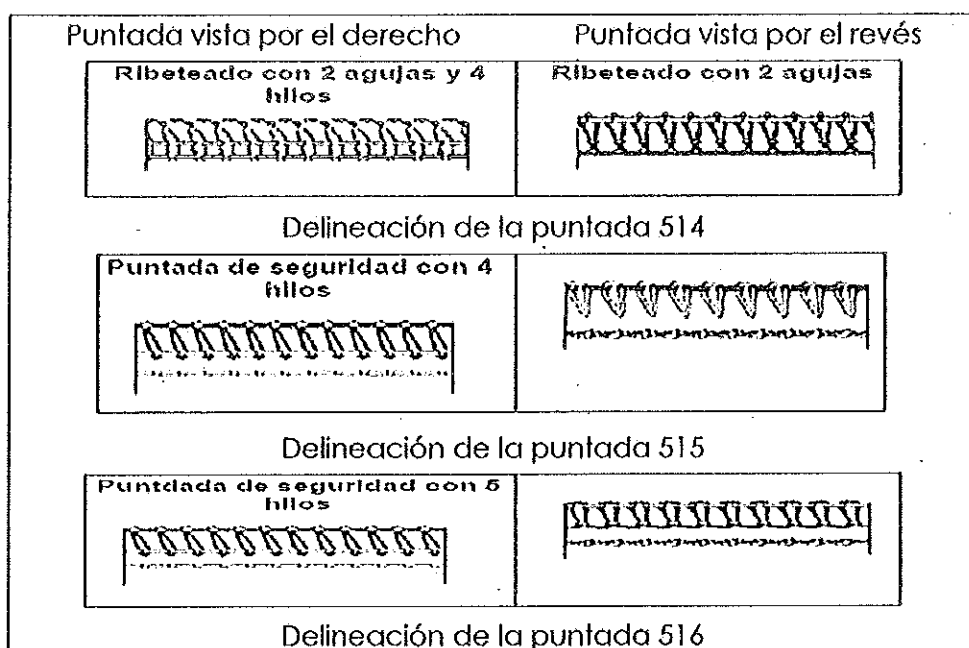 Puntada vista por el derecho
Puntada vista por el revés
Ribeteado con 2 agujas y 4
hilos
Ribeteado con 2 agujas
Delineación de la puntada 514
Puntada de seguridad con 4
hilos
Delineación de la puntada 515
Puntdada de seguridad con 5
hilos
Delineación de la puntada 516